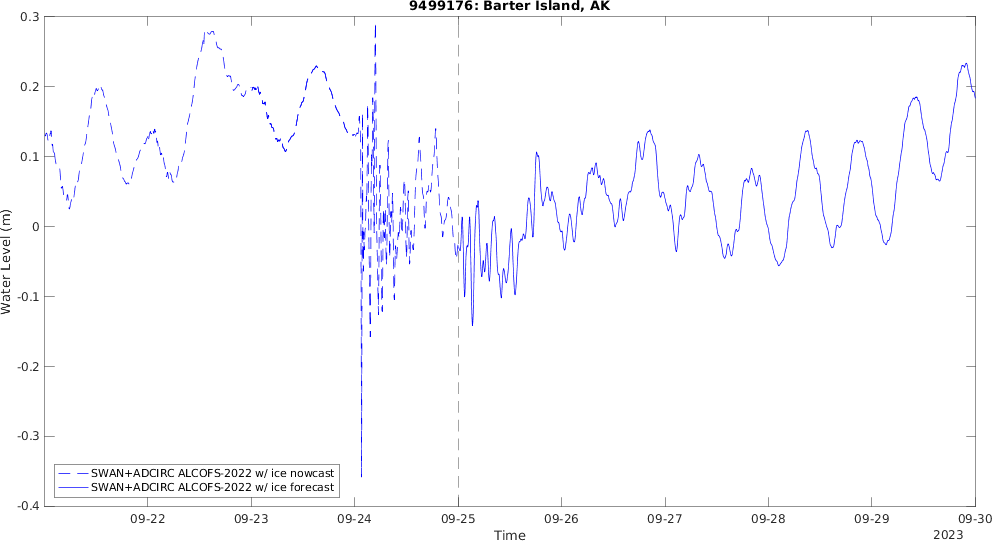 9499176: Barter Island, AK
0.3
0.2
0.1
0
-0.1
-0.2
-0.3
-0.4
Water Level (m)
SWAN+ADCIRC ALCOFS-2022 w/ ice nowcast
SWAN+ADCIRC ALCOFS-2022 w/ ice forecast
09-22 09-23 09-24 09-25 09-26 09-27 09-28 09-29 09-30
Time
2023